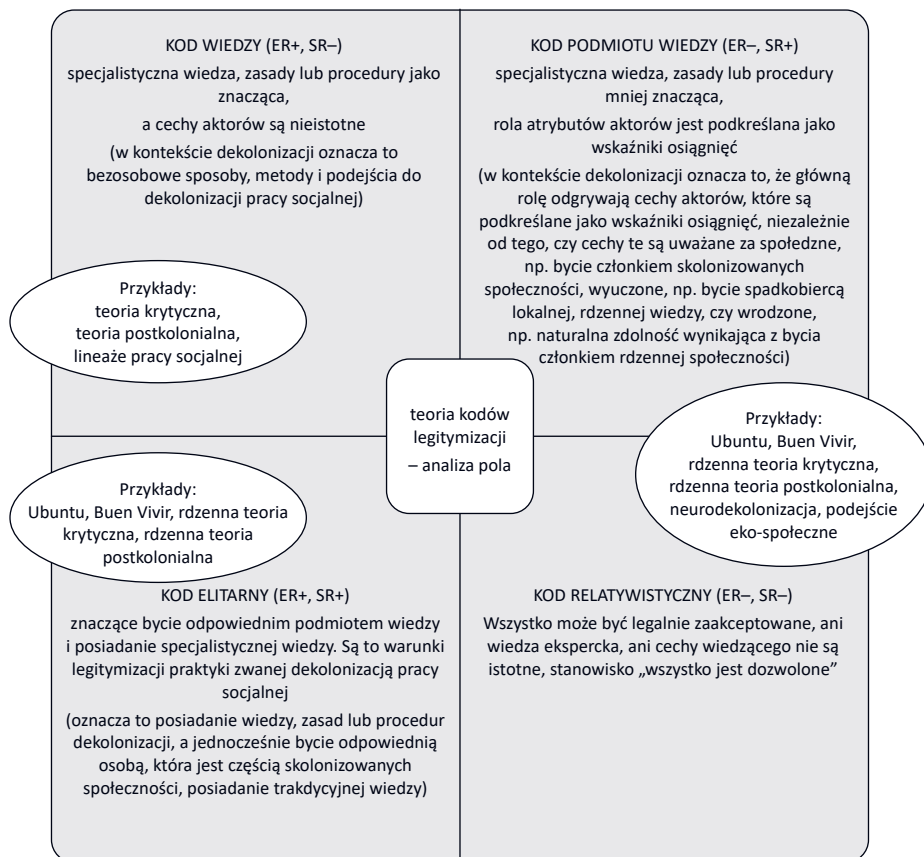 KOD WIEDZY (ER+, SR–)
specjalistyczna wiedza, zasady lub procedury jako
znacząca,
a cechy aktorów są nieistotne
(w kontekście dekolonizacji oznacza to
bezosobowe sposoby, metody i podejścia do
dekolonizacji pracy socjalnej)
Przykłady:
teoria krytyczna,
teoria postkolonialna,
lineaże pracy socjalnej
KOD PODMIOTU WIEDZY (ER–, SR+)
specjalistyczna wiedza, zasady lub procedury
mniej znacząca,
rola atrybutów aktorów jest podkreślana jako
wskaźniki osiągnięć
(w kontekście dekolonizacji oznacza to, że główną
rolę odgrywają cechy aktorów, które są
podkreślane jako wskaźniki osiągnięć, niezależnie
od tego, czy cechy te są uważane za społedzne,
np. bycie członkiem skolonizowanych
społeczności, wyuczone, np. bycie spadkobiercą
lokalnej, rdzennej wiedzy, czy wrodzone,
np. naturalna zdolność wynikająca z bycia
członkiem rdzennej społeczności)
teoria kodów
legitymizacji
– analiza pola
Przykłady:
Ubuntu, Buen Vivir,
rdzenna teoria krytyczna,
rdzenna teoria postkolonialna,
neurodekolonizacja, podejście
eko-społeczne
Przykłady:
Ubuntu, Buen Vivir, rdzenna teoria
krytyczna, rdzenna teoria
postkolonialna
KOD ELITARNY (ER+, SR+)
znaczące bycie odpowiednim podmiotem wiedzy
i posiadanie specjalistycznej wiedzy. Są to warunki
legitymizacji praktyki zwanej dekolonizacją pracy
socjalnej
(oznacza to posiadanie wiedzy, zasad lub procedur
dekolonizacji, a jednocześnie bycie odpowiednią
osobą, która jest częścią skolonizowanych
społeczności, posiadanie trakdycyjnej wiedzy)
KOD RELATYWISTYCZNY (ER–, SR–)
Wszystko może być legalnie zaakceptowane, ani
wiedza ekspercka, ani cechy wiedzącego nie są
istotne, stanowisko „wszystko jest dozwolone”